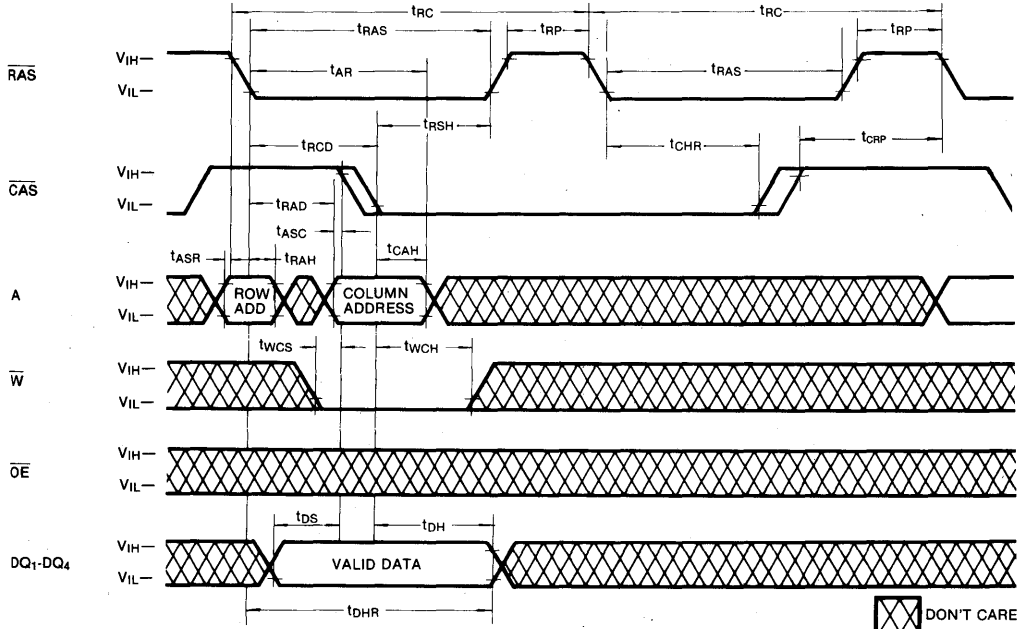 tRC tRC
tRAS tRP tRP
RAS VIH— tAR tRAS
VIL—
tRSH
tRCD tCHR tCRP
CAS VIH—
VIL—
tRAD
tASC
tASR tRAH tCAH
A VIH— ROW ADD COLUMN ADDRESS
VIL—
tWCS tWCH
W VIH—
VIL—
OE VIH—
VIL—
tDS tDH
DQ1-DQ4 VIH— VALID DATA
VIL—
tDHR
DON'T CARE